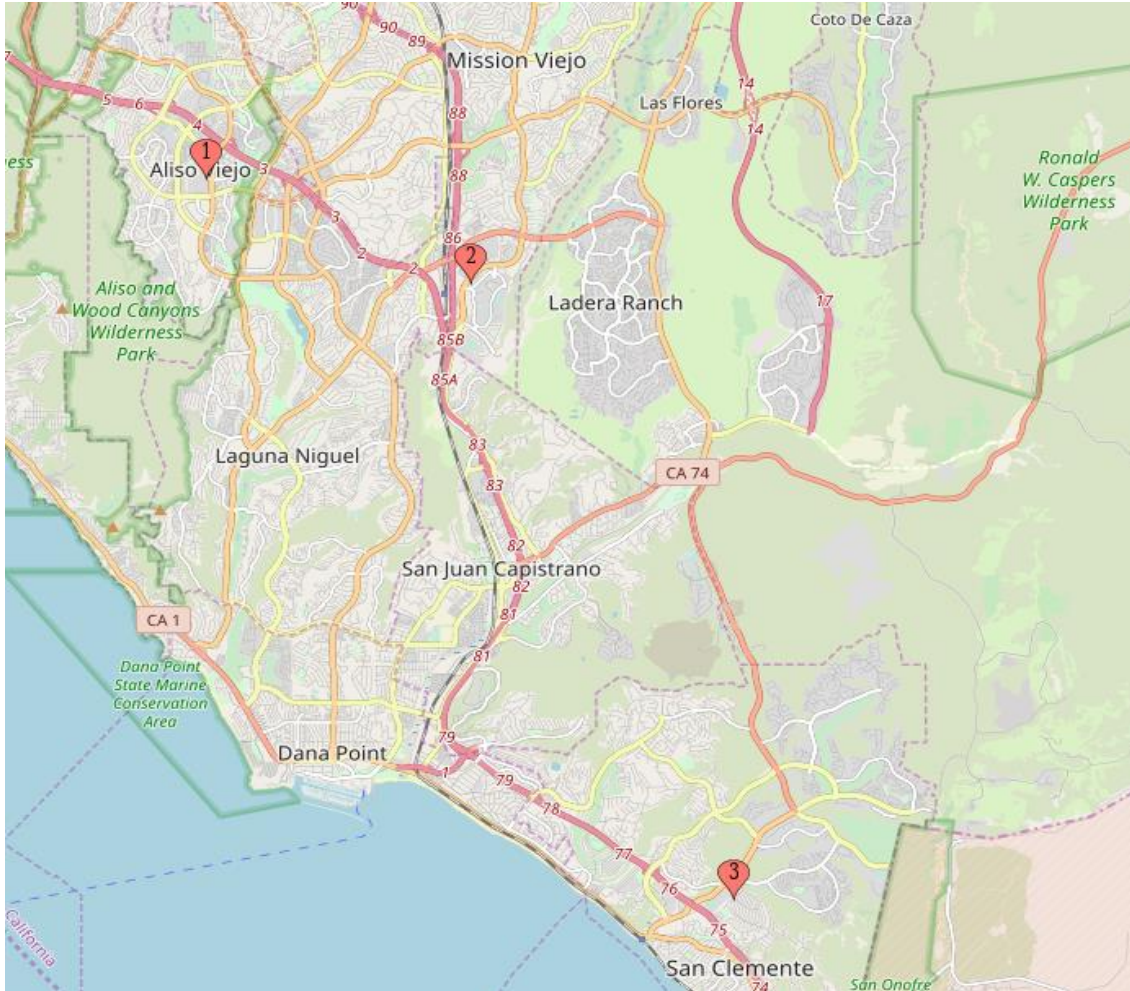 90
90
89
Coto De Caza
Mission Viejo
7
5
6
4
88
Las Flores
14
14
1
Aliso Viejo
3
ness
88
Ronald
W. Caspers
Wilderness
Park
3
86
2
2
2
Aliso and
Wood Canyons
Wilderness
Park
Ladera Ranch
17
85B
85A
83
Laguna Niguel
83
CA 74
82
San Juan Capistrano
82
81
CA 1
81
Dana Point
State Marine
Conservation
Area
79
Dana Point
1
79
78
77
3
76
75
California
San Clemente
74
San Onofre